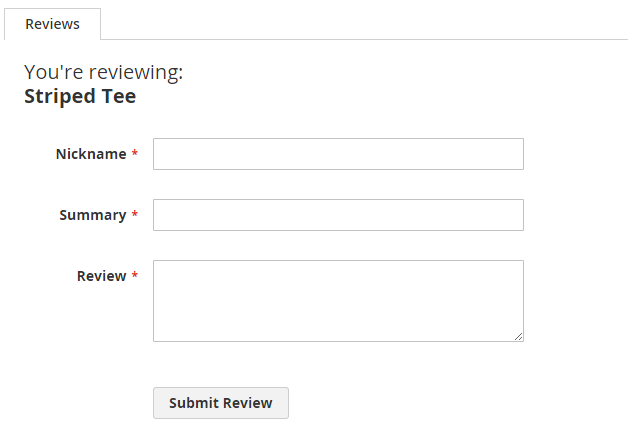 Reviews
You're reviewing:
Striped Tee
Nickname *
Summary *
Review *
Submit Review